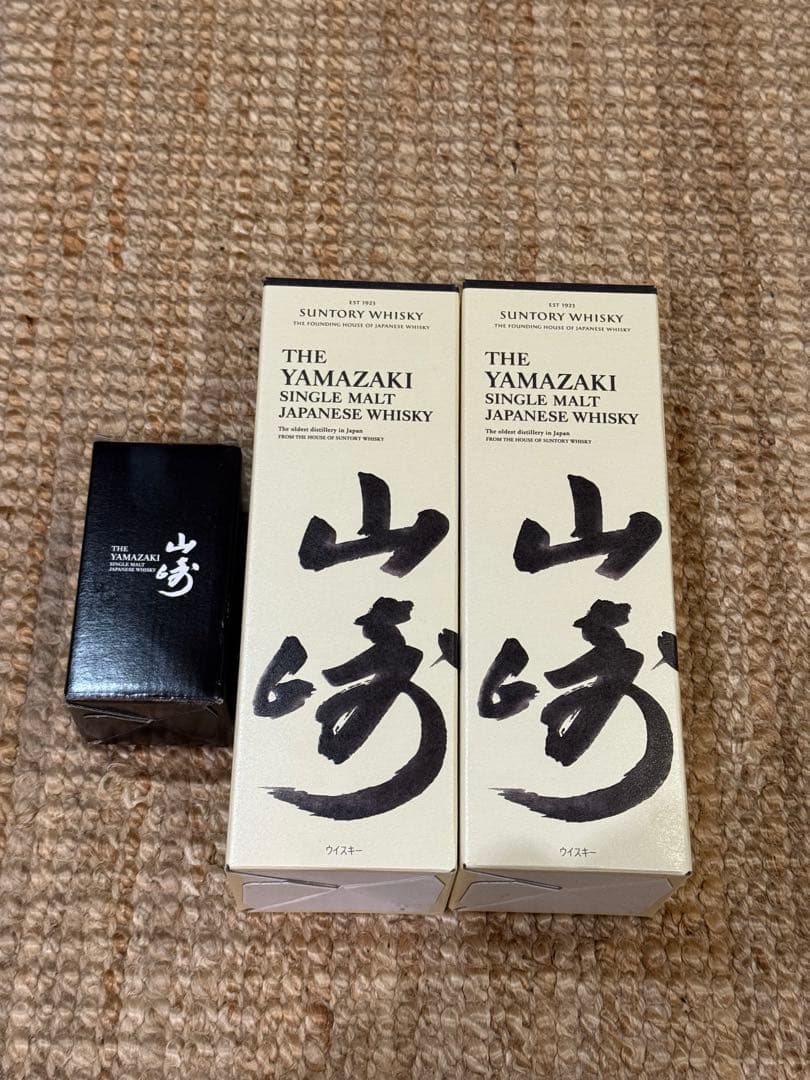 THE
YAMAZAKI
SINGLE MALT
JAPANESE WHISKY
山崎
EST 1923
SUNTORY WHISKY
THE FOUNDING HOUSE OF JAPANESE WHISKY
THE
YAMAZAKI
SINGLE MALT
JAPANESE WHISKY
The oldest distillery in Japan
FROM THE HOUSE OF SUNTORY WHISKY
山崎
ウイスキー
EST 1923
SUNTORY WHISKY
THE FOUNDING HOUSE OF JAPANESE WHISKY
THE
YAMAZAKI
SINGLE MALT
JAPANESE WHISKY
The oldest distillery in Japan
FROM THE HOUSE OF SUNTORY WHISKY
山崎
ウイスキー